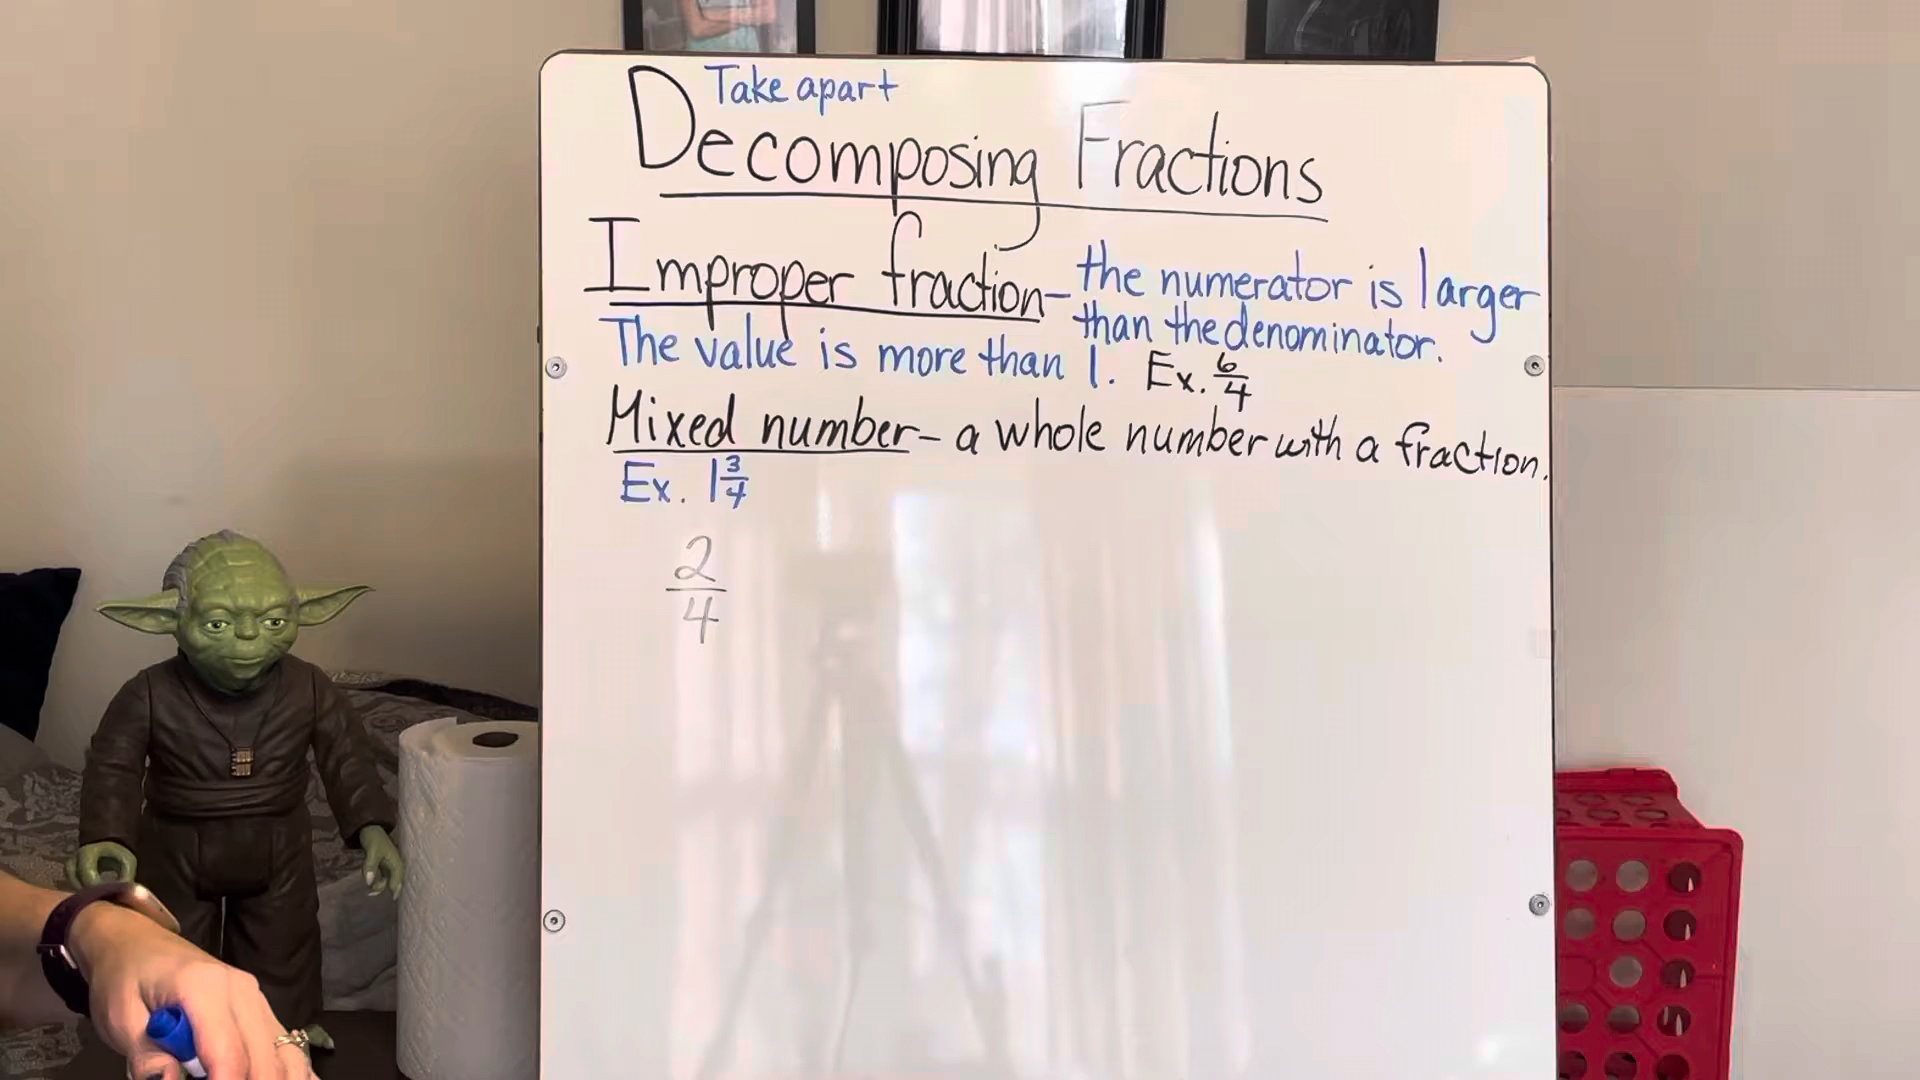 Take apart
Decomposing Fractions
Improper fraction- the numerator is larger
than the denominator.
The value is more than 1. Ex. 6/4
Mixed number- a whole number with a fraction.
Ex. 1 3/4
2/4